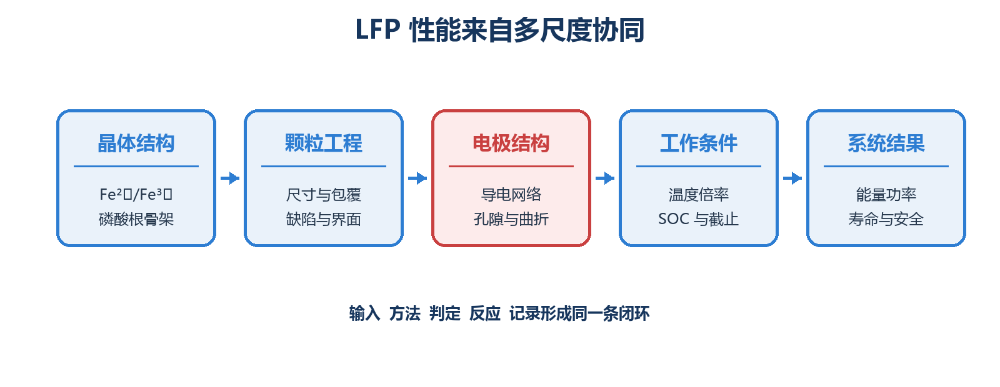 LFP 性能来自多尺度协同
晶体结构
Fe²□/Fe³□
磷酸根骨架
颗粒工程
尺寸与包覆
缺陷与界面
电极结构
导电网络
孔隙与曲折
工作条件
温度倍率
SOC 与截止
系统结果
能量功率
寿命与安全
输入 方法 判定 反应 记录形成同一条闭环